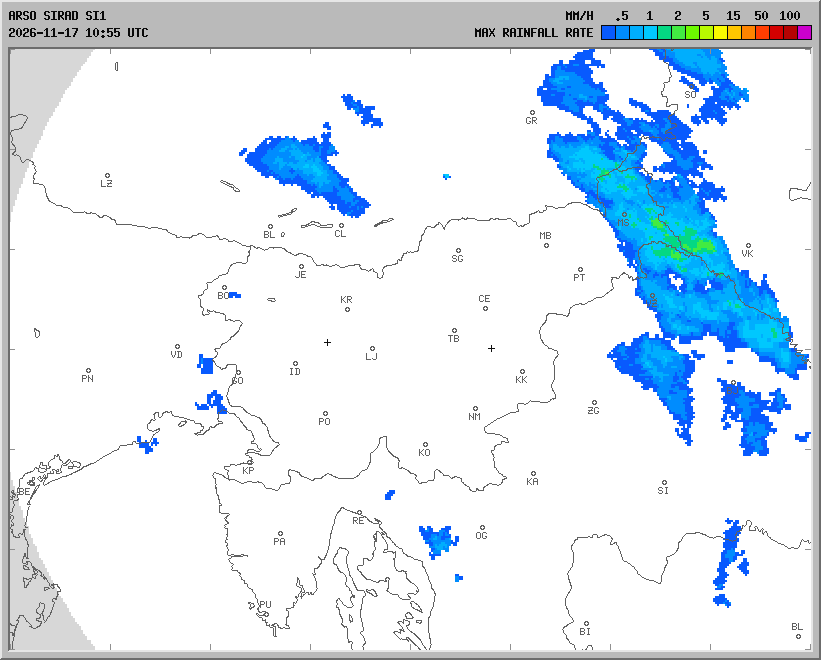 ARSO SIRAD SI1
MM/H .5 1 2 5 15 50 100
2026-11-17 10:55 UTC
MAX RAINFALL RATE
SO
GR
LZ
MS
BL
CL
MB
VK
SG
JE
PT
BO
KR
CE
TB
VD
LJ
ID
PN
GO
KK
ZG
NM
PO
KO
KP
KA
BE
SI
RE
OG
PA
PU
BI
BL